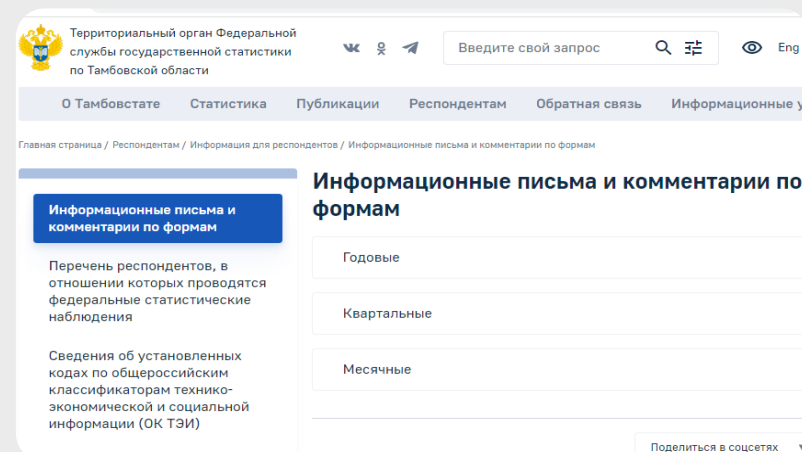 Территориальный орган Федеральной
службы государственной статистики
по Тамбовской области
Введите свой запрос
Eng
О Тамбовстате Статистика Публикации Респондентам Обратная связь Информационные у
Главная страница / Респондентам / Информация для респондентов / Информационные письма и комментарии по формам
Информационные письма и
комментарии по формам
Перечень респондентов, в
отношении которых проводятся
федеральные статистические
наблюдения
Сведения об установленных
кодах по общероссийским
классификаторам технико-
экономической и социальной
информации (ОК ТЭИ)
Информационные письма и комментарии по
формам
Годовые
Квартальные
Месячные
Поделиться в соцсетях